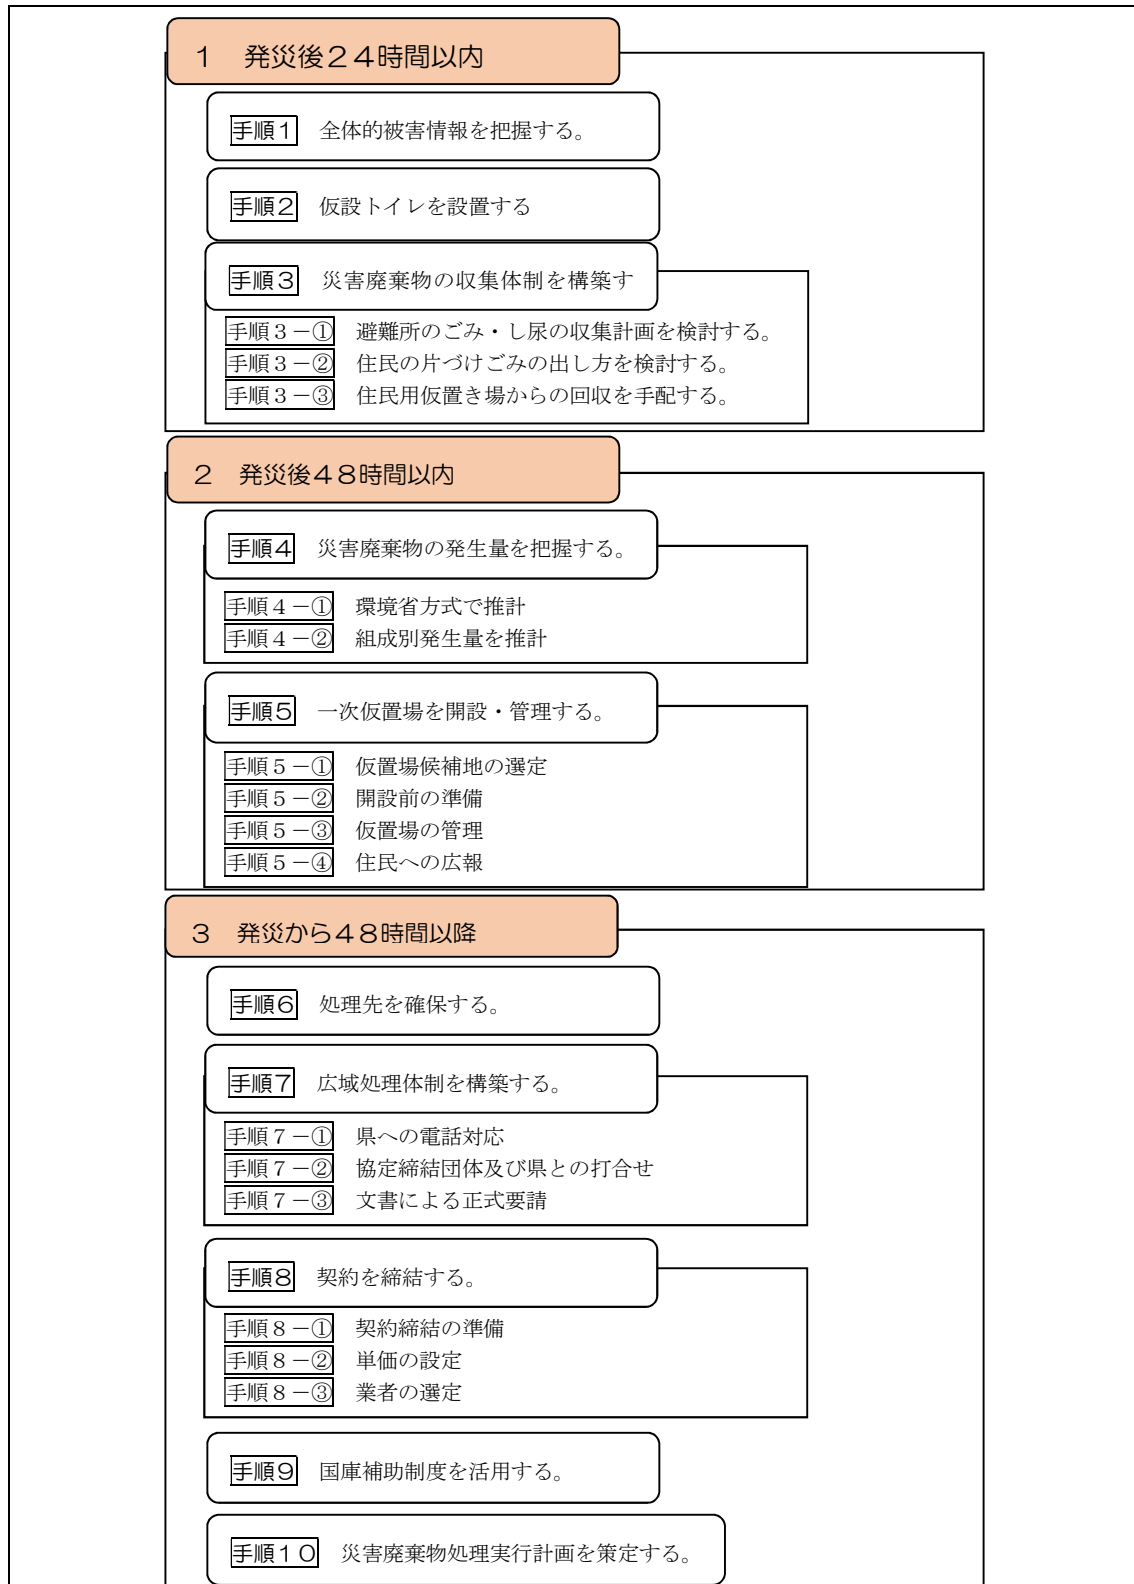 １　発災後２４時間以内
手順１　全体的被害情報を把握する。
手順２　仮設トイレを設置する
手順３　災害廃棄物の収集体制を構築す
手順３－①　避難所のごみ・し尿の収集計画を検討する。
手順３－②　住民の片づけごみの出し方を検討する。
手順３－③　住民用仮置き場からの回収を手配する。
２　発災後４８時間以内
手順４　災害廃棄物の発生量を把握する。
手順４－①　環境省方式で推計
手順４－②　組成別発生量を推計
手順５　一次仮置場を開設・管理する。
手順５－①　仮置場候補地の選定
手順５－②　開設前の準備
手順５－③　仮置場の管理
手順５－④　住民への広報
３　発災から４８時間以降
手順６　処理先を確保する。
手順７　広域処理体制を構築する。
手順７－①　県への電話対応
手順７－②　協定締結団体及び県との打合せ
手順７－③　文書による正式要請
手順８　契約を締結する。
手順８－①　契約締結の準備
手順８－②　単価の設定
手順８－③　業者の選定
手順９　国庫補助制度を活用する。
手順１０　災害廃棄物処理実行計画を策定する。